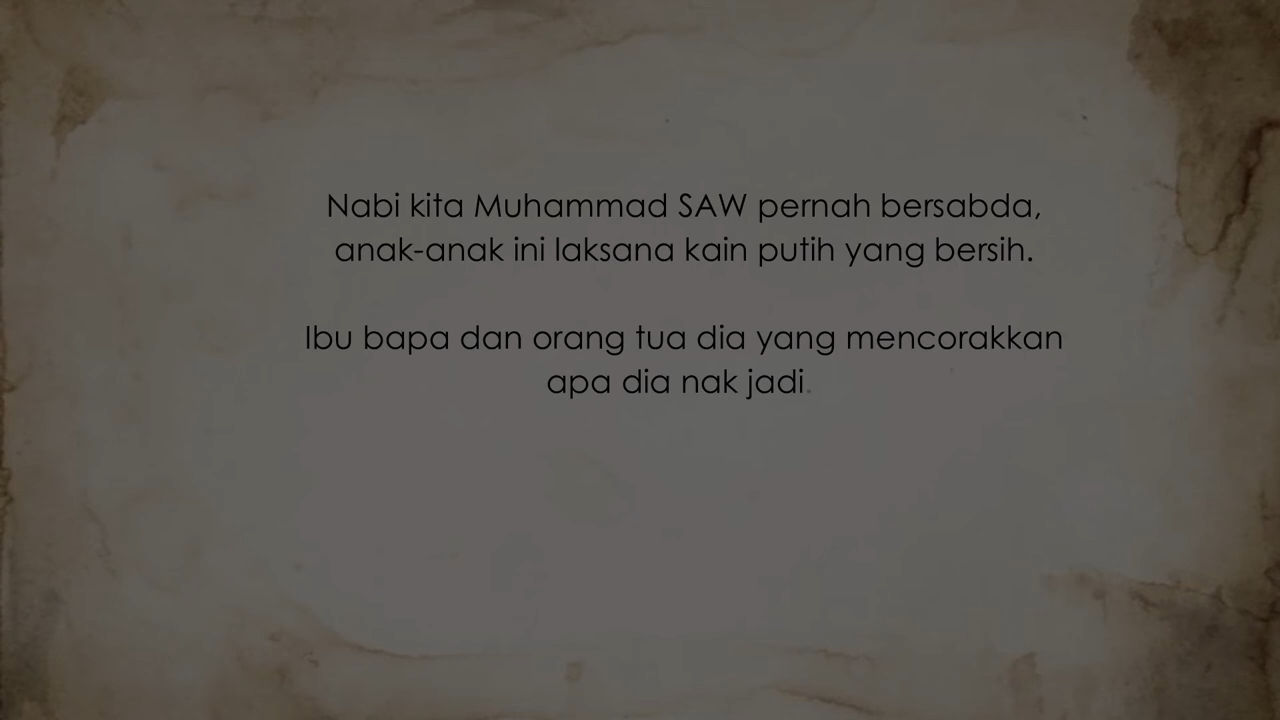 Nabi kita Muhammad SAW pernah bersabda,
anak-anak ini laksana kain putih yang bersih.
Ibu bapa dan orang tua dia yang mencorakkan
apa dia nak jadi.